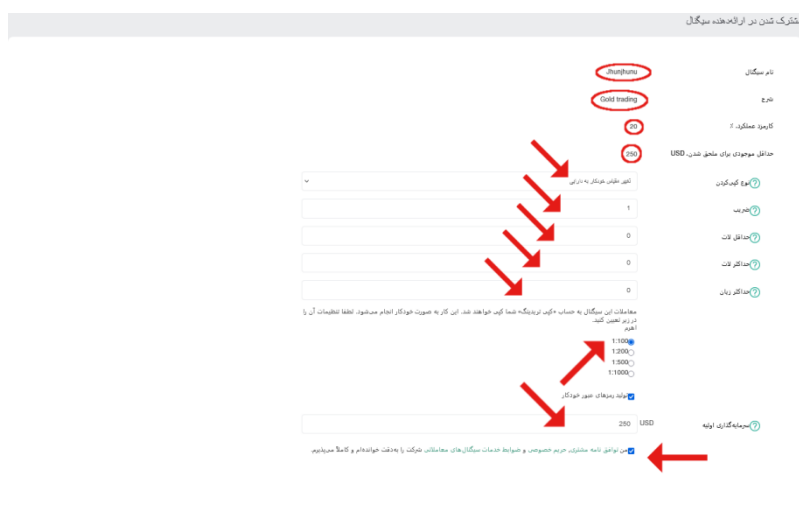 مشترک شدن در ارائه‌دهنده سیگنال
نام سیگنال Jhunjhunu
شرح Gold trading
کارمزد عملکرد، ٪ 20
حداقل موجودی برای ملحق شدن، USD 250
نوع کپی‌کردن ? تغییر مقیاس خودکار به دارایی
ضریب ? 1
حداقل لات ? 0
حداکثر لات ? 0
حداکثر زیان ? 0
معاملات این سیگنال به حساب «کپی تریدینگ» شما کپی خواهند شد. این کار به صورت خودکار انجام می‌شود. لطفا تنظیمات آن را
در زیر تعیین کنید.
اهرم
1:100
1:200
1:500
1:1000
تولید رمزهای عبور خودکار
سرمایه‌گذاری اولیه ? USD 250
من توافق نامه مشتری، حریم خصوصی و ضوابط خدمات سیگنال‌های معاملاتی شرکت را به‌دقت خوانده‌ام و کاملاً می‌پذیرم.